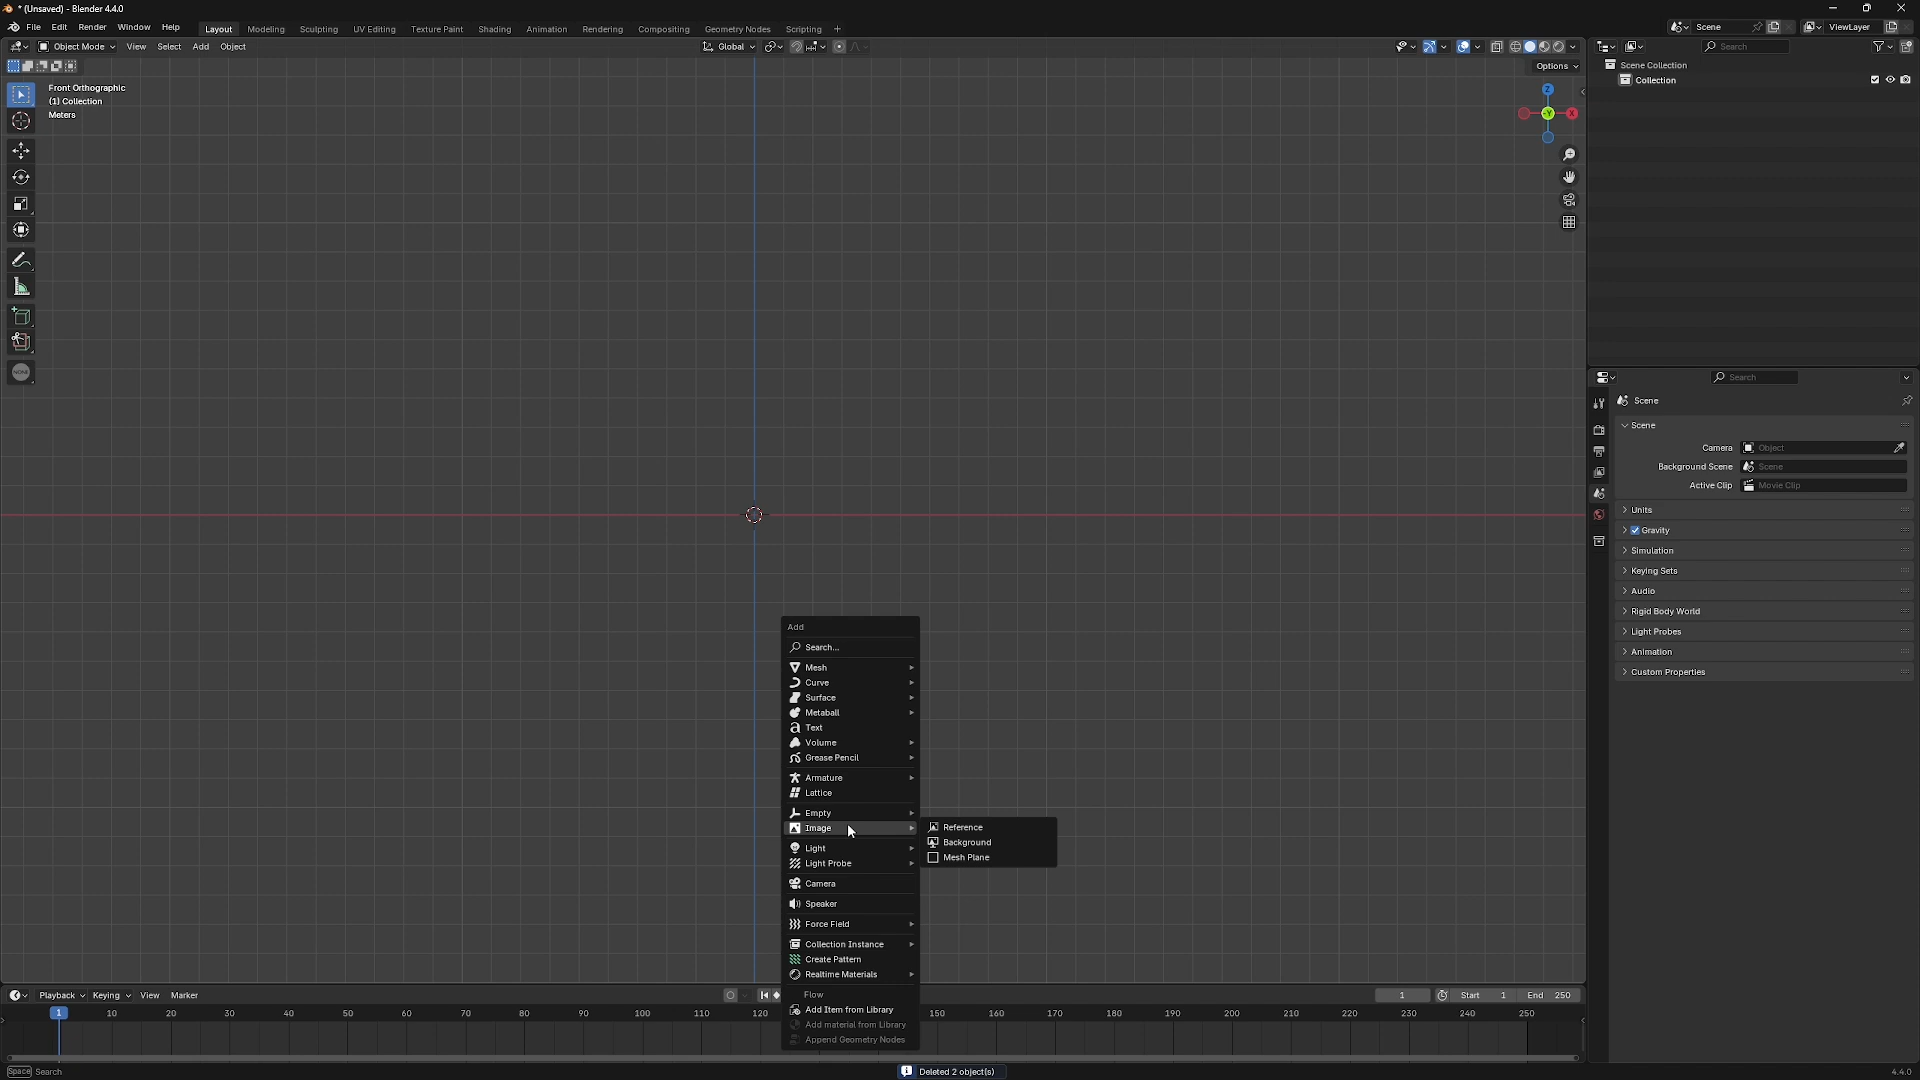 * (Unsaved) - Blender 4.4.0
File Edit Render Window Help Layout Modeling Sculpting UV Editing Texture Paint Shading Animation Rendering Compositing Geometry Nodes Scripting + Scene ViewLayer
Object Mode View Select Add Object Global Search
Options
Scene Collection
Collection
Front Orthographic
(1) Collection
Meters
Z
Y
X
NONE
Search
Scene
Scene
Camera Object
Background Scene Scene
Active Clip Movie Clip
Units
Gravity
Simulation
Keying Sets
Audio
Rigid Body World
Light Probes
Animation
Custom Properties
Add
Search...
Mesh
Curve
Surface
Metaball
Text
Volume
Grease Pencil
Armature
Lattice
Empty
Image
Light
Light Probe
Camera
Speaker
Force Field
Collection Instance
Create Pattern
Realtime Materials
Flow
Add Item from Library
Add material from Library
Append Geometry Nodes
Reference
Background
Mesh Plane
Playback Keying View Marker 1 Start 1 End 250
1 10 20 30 40 50 60 70 80 90 100 110 120 150 160 170 180 190 200 210 220 230 240 250
Space Search Deleted 2 object(s) 4.4.0